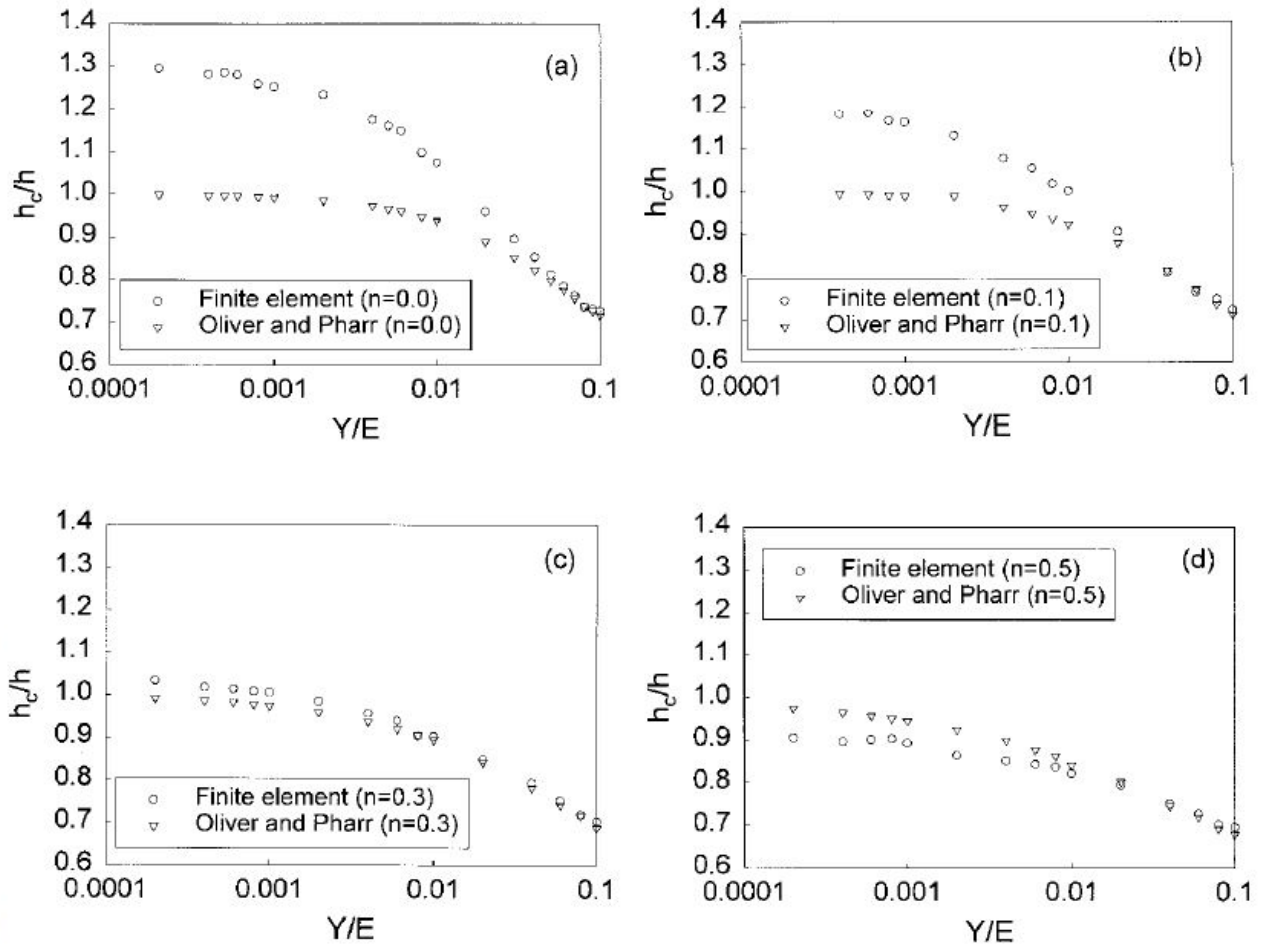 (a)
1.4
1.3
1.2
1.1
1.0
0.9
0.8
0.7
0.6
hc/h
Finite element (n=0.0)
Oliver and Pharr (n=0.0)
0.0001 0.001 0.01 0.1
Y/E
(b)
1.4
1.3
1.2
1.1
1.0
0.9
0.8
0.7
0.6
hc/h
Finite element (n=0.1)
Oliver and Pharr (n=0.1)
0.0001 0.001 0.01 0.1
Y/E
(c)
1.4
1.3
1.2
1.1
1.0
0.9
0.8
0.7
0.6
hc/h
Finite element (n=0.3)
Oliver and Pharr (n=0.3)
0.0001 0.001 0.01 0.1
Y/E
(d)
1.4
1.3
1.2
1.1
1.0
0.9
0.8
0.7
0.6
hc/h
Finite element (n=0.5)
Oliver and Pharr (n=0.5)
0.0001 0.001 0.01 0.1
Y/E